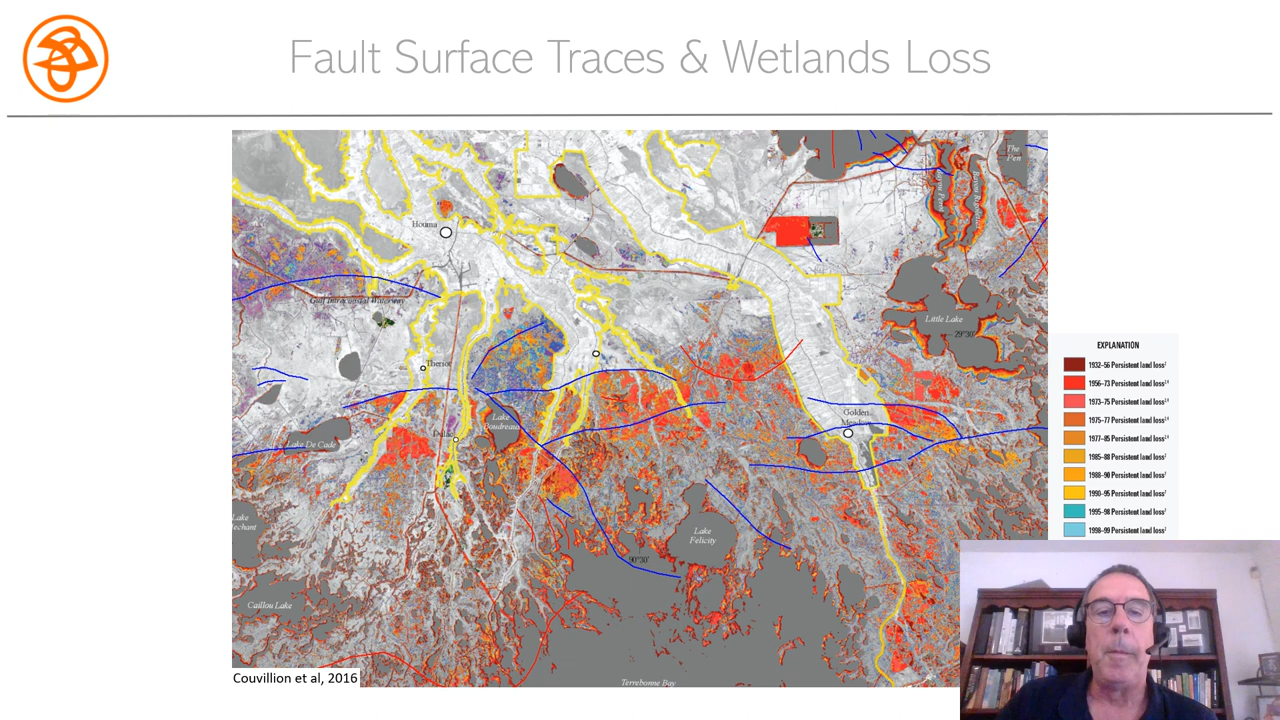 Fault Surface Traces & Wetlands Loss
The
Pen
Houma
Gulf Intracoastal Waterway
Little Lake
29°30'
Theriot
Lake
Boudreaux
Golden
Meadow
Dulac
Lake De Cade
Lake
Lake
Felicity
90°30'
Caillou Lake
Terrebonne Bay
Couvillion et al, 2016
EXPLANATION
1932–56 Persistent land loss
1956–73 Persistent land loss
1973–75 Persistent land loss
1975–77 Persistent land loss
1977–85 Persistent land loss
1985–88 Persistent land loss
1988–90 Persistent land loss
1990–95 Persistent land loss
1995–98 Persistent land loss
1998–99 Persistent land loss